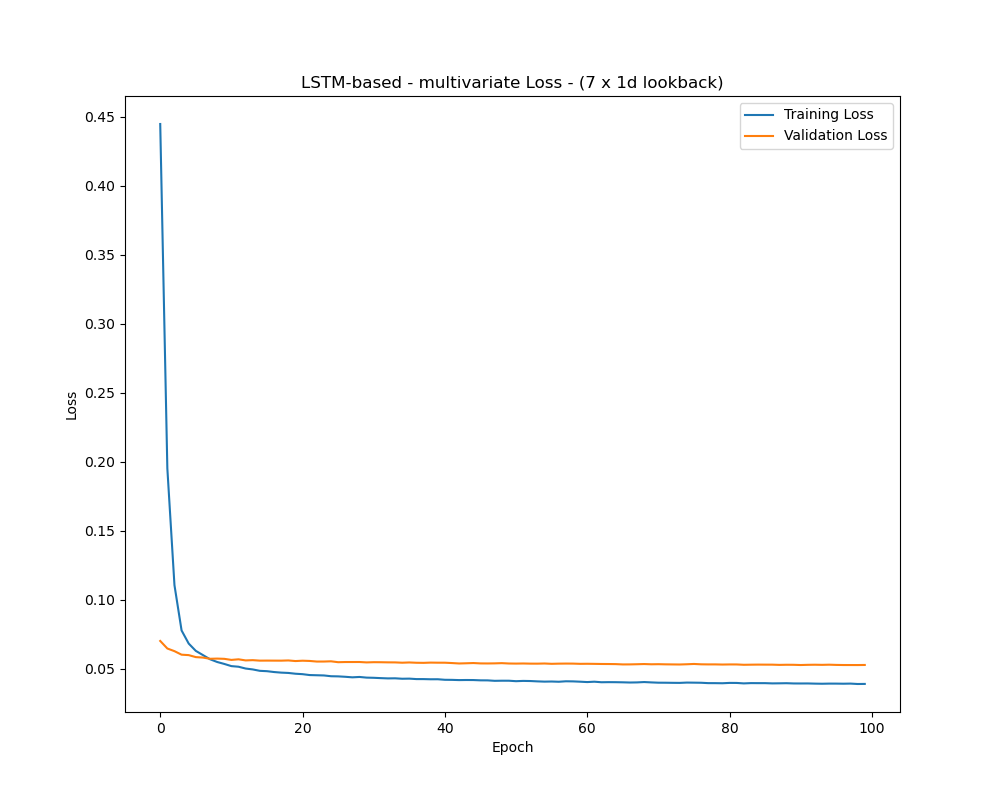 LSTM-based - multivariate Loss - (7 x 1d lookback)
Training Loss
Validation Loss
0.45
0.40
0.35
0.30
0.25
0.20
0.15
0.10
0.05
Loss
0 20 40 60 80 100
Epoch